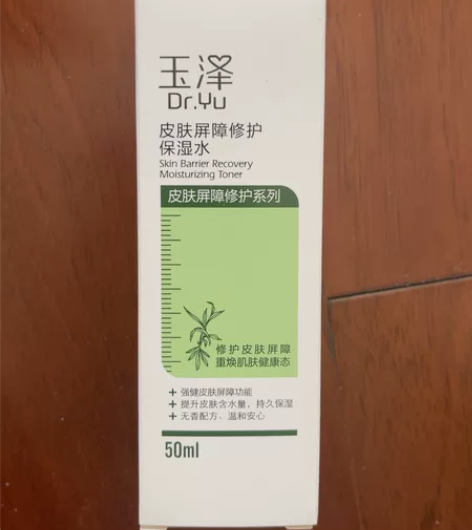 玉泽
Dr.Yu
皮肤屏障修护
保湿水
Skin Barrier Recovery
Moisturizing Toner
皮肤屏障修护系列
修护皮肤屏障
重焕肌肤健康态
+ 强健皮肤屏障功能
+ 提升皮肤含水量，持久保湿
+ 无香配方、温和安心
50ml